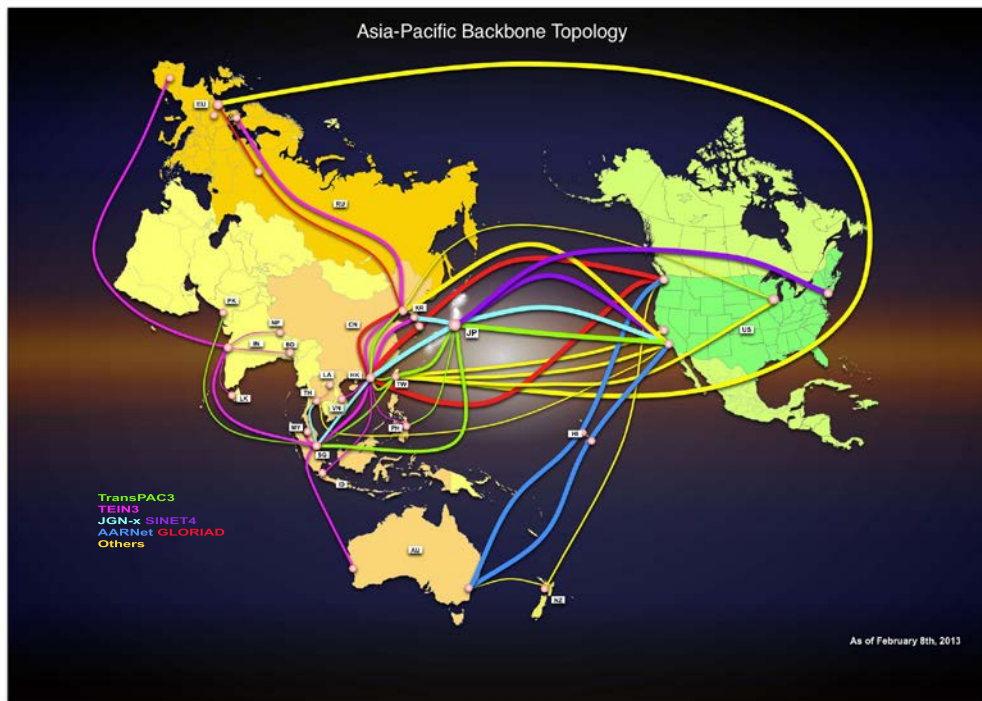 Asia-Pacific Backbone Topology
EU
RU
PK
KR
CN
JP
US
NP
IN
BD
LA
HK
TW
LK
TH
VN
MY
PH
SG
HI
ID
AU
NZ
TransPAC3
TEIN3
JGN-x SINET4
AARNet GLORIAD
Others
As of February 8th, 2013